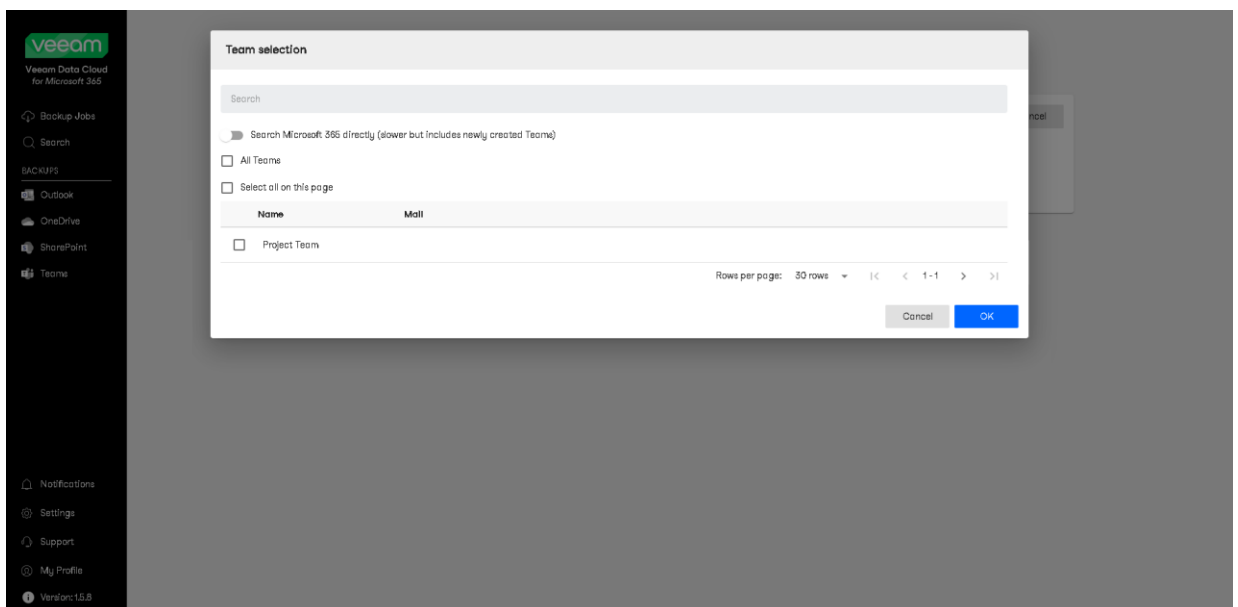 veeam
Veeam Data Cloud
for Microsoft 365
Backup Jobs
Search
BACKUPS
Outlook
OneDrive
SharePoint
Teams
Notifications
Settings
Support
My Profile
Version: 1.5.8
Team selection
Search
Search Microsoft 365 directly (slower but includes newly created Teams)
All Teams
Select all on this page
Name Mail
Project Team
Rows per page: 30 rows 1-1
Cancel OK
ncel